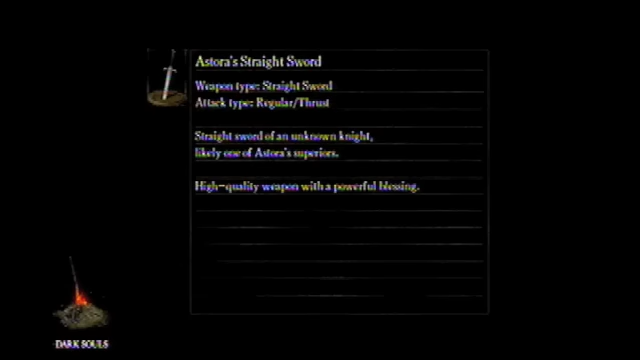 Astora's Straight Sword
Weapon type: Straight Sword
Attack type: Regular/Thrust
Straight sword of an unknown knight,
likely one of Astora's superiors.
High-quality weapon with a powerful blessing.
DARK SOULS